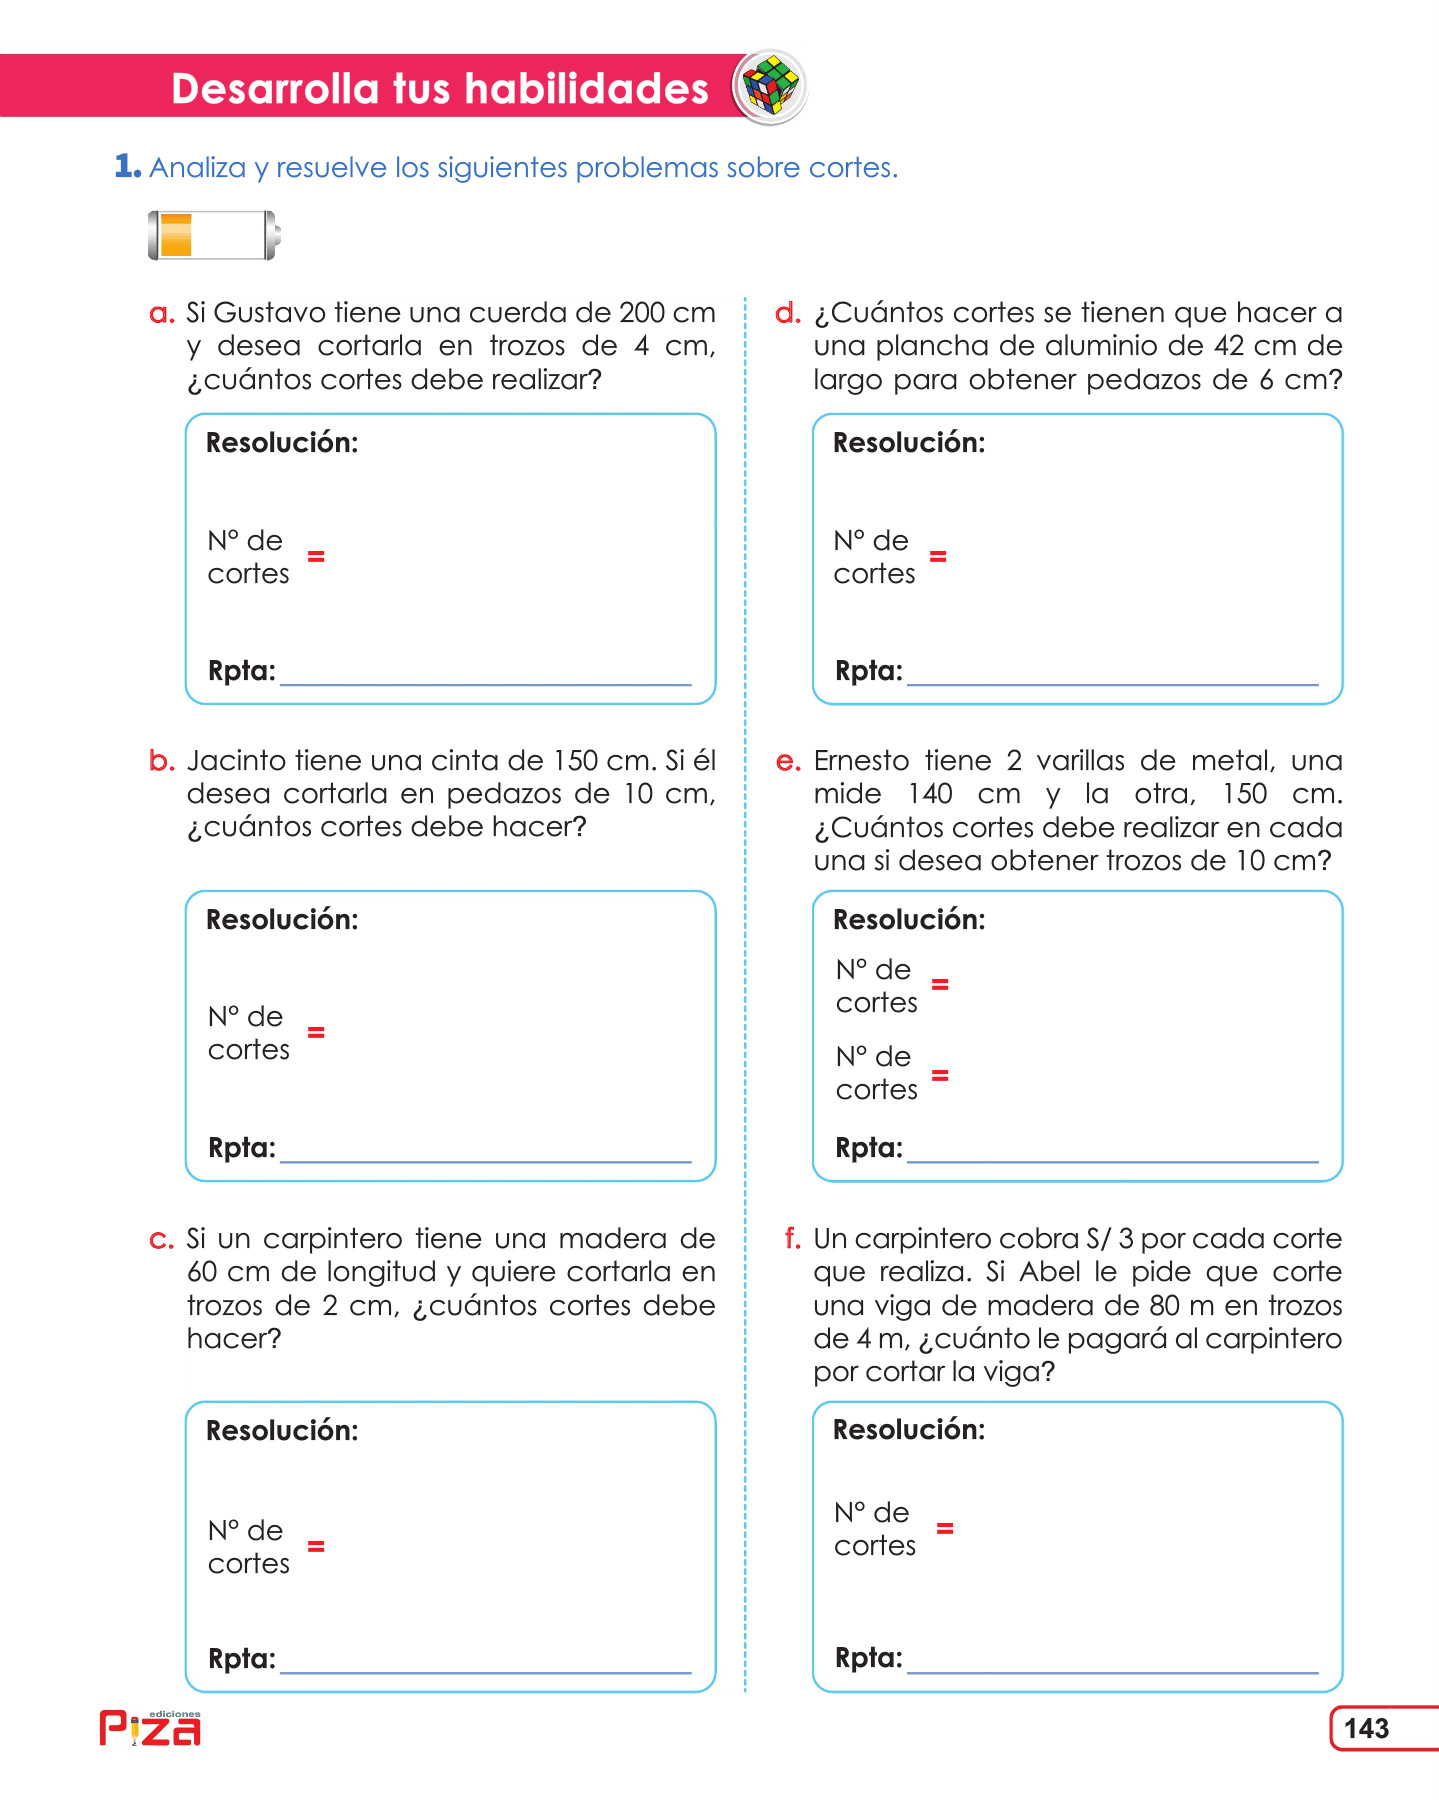 Desarrolla tus habilidades
1. Analiza y resuelve los siguientes problemas sobre cortes.
a. Si Gustavo tiene una cuerda de 200 cm
y desea cortarla en trozos de 4 cm,
¿cuántos cortes debe realizar?
Resolución:
N° de
cortes =
Rpta:
b. Jacinto tiene una cinta de 150 cm. Si él
desea cortarla en pedazos de 10 cm,
¿cuántos cortes debe hacer?
Resolución:
N° de
cortes =
Rpta:
c. Si un carpintero tiene una madera de
60 cm de longitud y quiere cortarla en
trozos de 2 cm, ¿cuántos cortes debe
hacer?
Resolución:
N° de
cortes =
Rpta:
d. ¿Cuántos cortes se tienen que hacer a
una plancha de aluminio de 42 cm de
largo para obtener pedazos de 6 cm?
Resolución:
N° de
cortes =
Rpta:
e. Ernesto tiene 2 varillas de metal, una
mide 140 cm y la otra, 150 cm.
¿Cuántos cortes debe realizar en cada
una si desea obtener trozos de 10 cm?
Resolución:
N° de
cortes =
N° de
cortes =
Rpta:
f. Un carpintero cobra S/ 3 por cada corte
que realiza. Si Abel le pide que corte
una viga de madera de 80 m en trozos
de 4 m, ¿cuánto le pagará al carpintero
por cortar la viga?
Resolución:
N° de
cortes =
Rpta:
ediciones
Piza
143